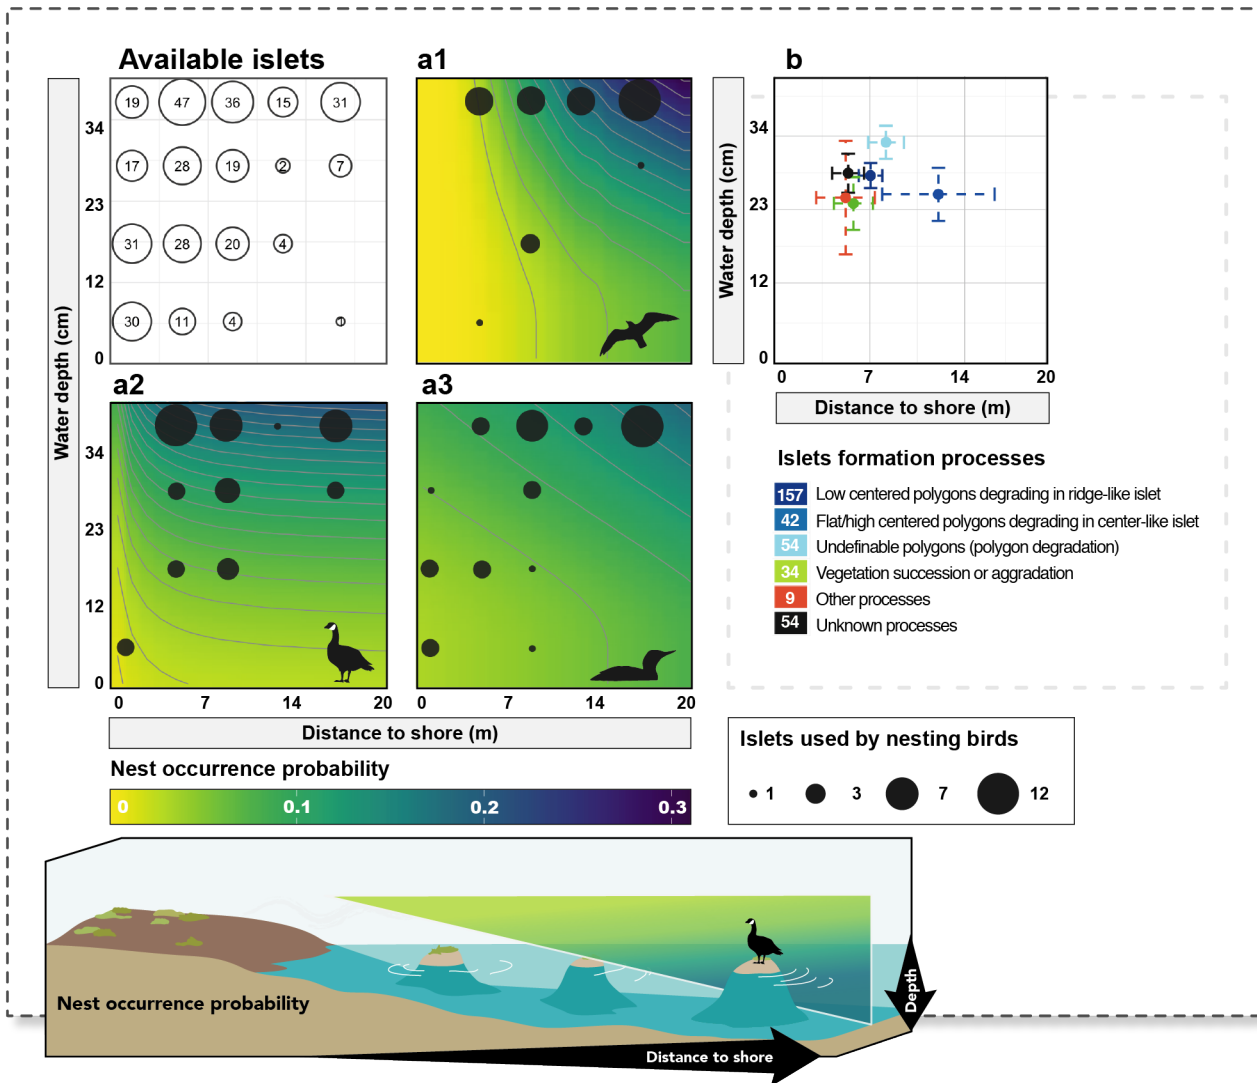 Available islets
a1
b
Water depth (cm)
34
23
12
0
19 47 36 15 31
17 28 19 2 7
31 28 20 4
30 11 4 1
Water depth (cm)
34
23
12
0
0 7 14 20
Distance to shore (m)
a2
a3
34
23
12
0
0 7 14 20
0 7 14 20
Distance to shore (m)
Islets formation processes
157 Low centered polygons degrading in ridge-like islet
42 Flat/high centered polygons degrading in center-like islet
54 Undefinable polygons (polygon degradation)
34 Vegetation succession or aggradation
9 Other processes
54 Unknown processes
Nest occurrence probability
0 0.1 0.2 0.3
Islets used by nesting birds
1 3 7 12
Nest occurrence probability
Depth
Distance to shore